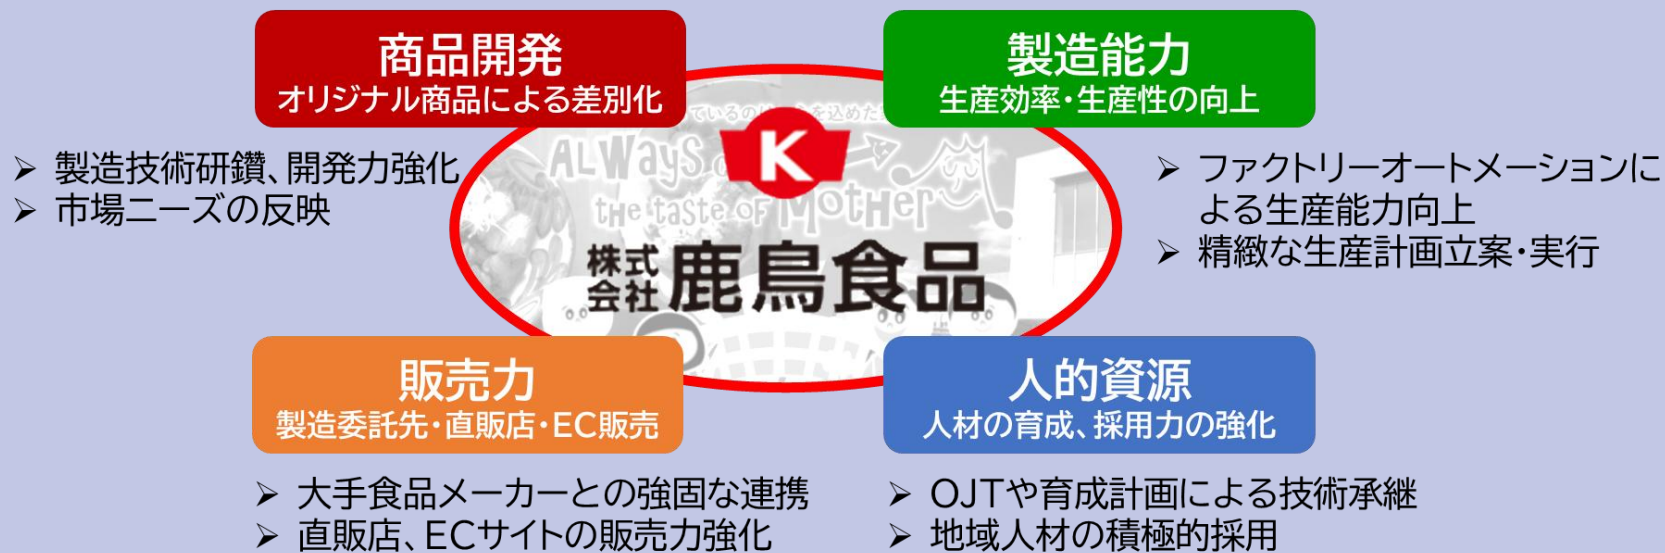 商品開発
オリジナル商品による差別化
➢ 製造技術研鑽、開発力強化
➢ 市場ニーズの反映
製造能力
生産効率・生産性の向上
➢ ファクトリーオートメーションに
よる生産能力向上
➢ 精緻な生産計画立案・実行
ALWays
K
tHe taste oF MotHer
株式会社 鹿鳥食品
販売力
製造委託先・直販店・EC販売
➢ 大手食品メーカーとの強固な連携
➢ 直販店、ECサイトの販売力強化
人的資源
人材の育成、採用力の強化
➢ OJTや育成計画による技術承継
➢ 地域人材の積極的採用